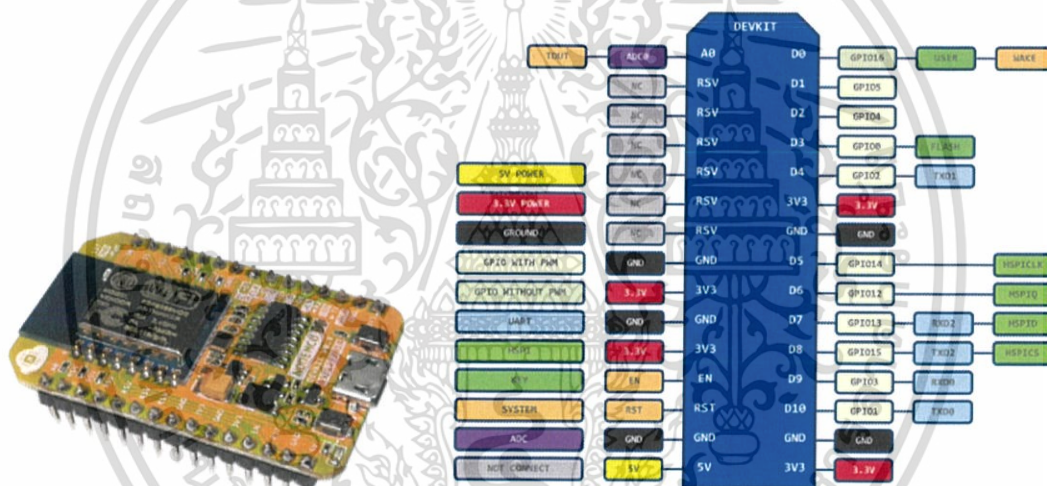 DEVKIT
TOUT ADC0 A0 D0 GPIO16 USER WAKE
NC RSV D1 GPIO5
NC RSV D2 GPIO4
NC RSV D3 GPIO0 FLASH
5V POWER NC RSV D4 GPIO2 TXD1
3.3V POWER NC RSV 3V3 3.3V
GROUND NC RSV GND GND
GPIO WITH PWM GND GND D5 GPIO14 HSPICLK
GPIO WITHOUT PWM 3.3V 3V3 D6 GPIO12 HSPIQ
UART GND GND D7 GPIO13 RXD2 HSPID
HSPI 3.3V 3V3 D8 GPIO15 TXD2 HSPICS
KEY EN EN D9 GPIO3 RXD0
SYSTEM RST RST D10 GPIO1 TXD0
ADC GND GND GND GND
NOT CONNECT 5V 5V 3V3 3.3V